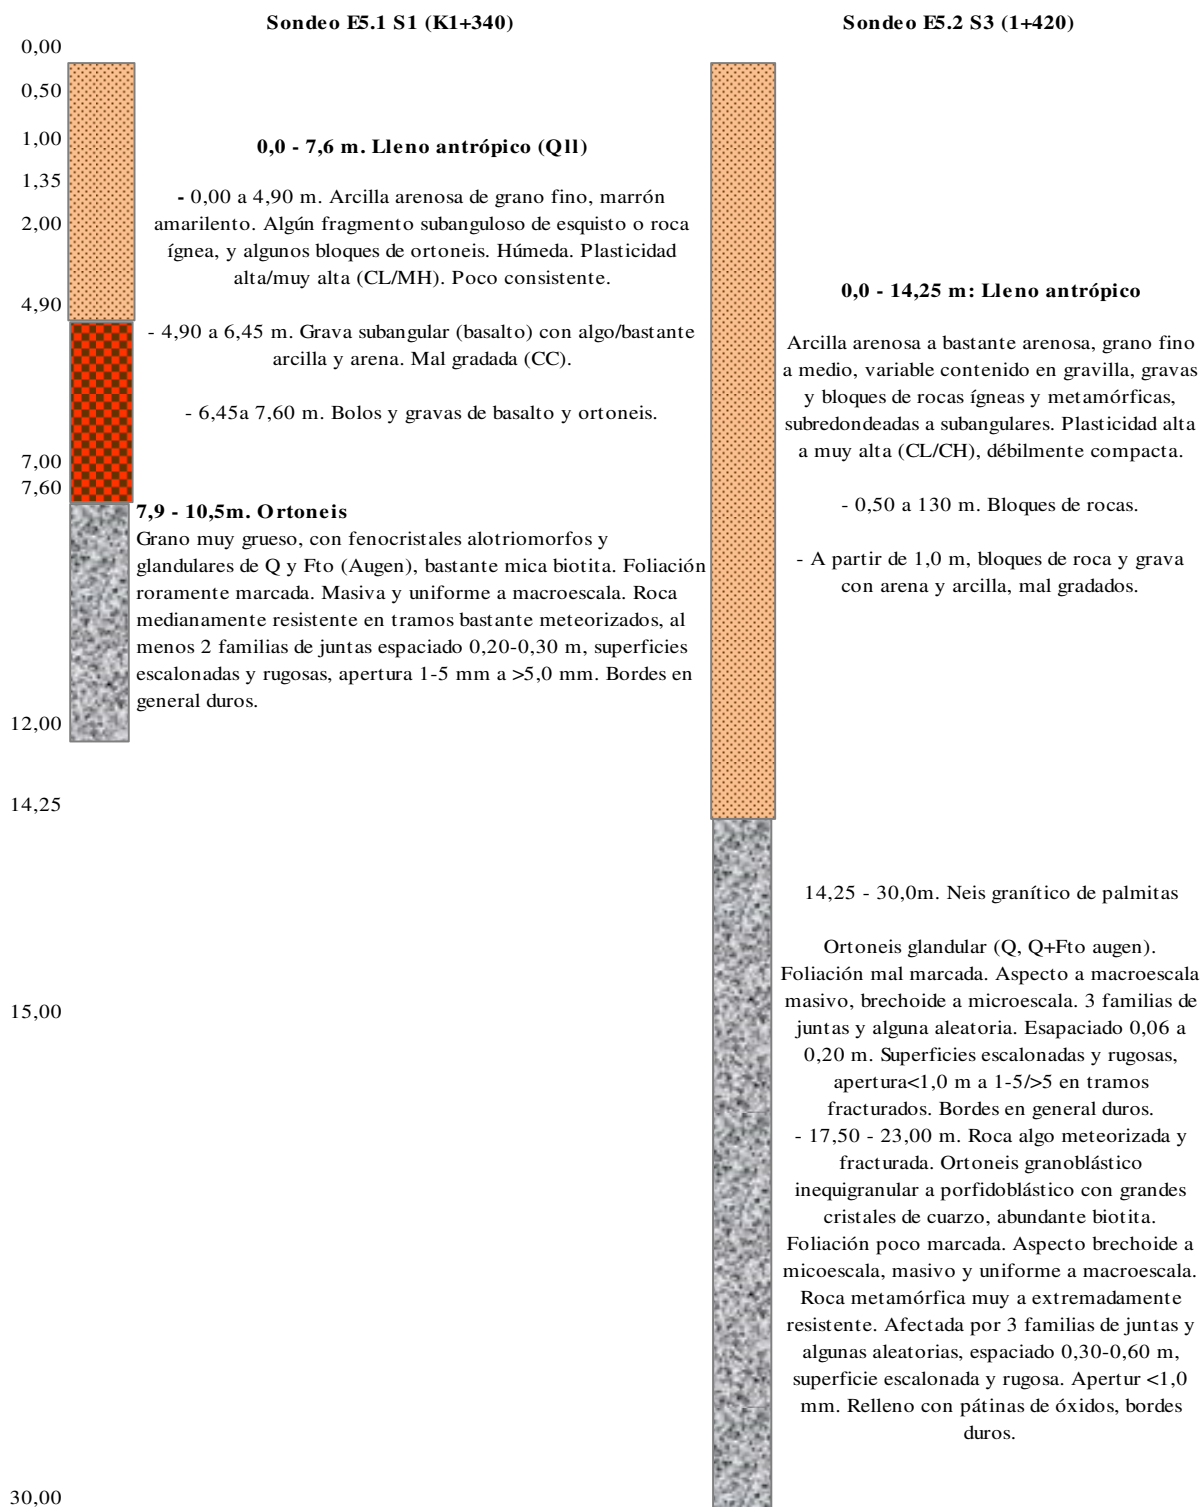 Sondeo E5.1 S1 (K1+340)
Sondeo E5.2 S3 (1+420)
0,00
0,50
1,00
1,35
2,00
4,90
7,00
7,60
12,00
14,25
15,00
30,00
0,0 - 7,6 m. Lleno antrópico (Qll)
- 0,00 a 4,90 m. Arcilla arenosa de grano fino, marrón
amarilento. Algún fragmento subanguloso de esquisto o roca
ígnea, y algunos bloques de ortoneis. Húmeda. Plasticidad
alta/muy alta (CL/MH). Poco consistente.
- 4,90 a 6,45 m. Grava subangular (basalto) con algo/bastante
arcilla y arena. Mal gradada (CC).
- 6,45a 7,60 m. Bolos y gravas de basalto y ortoneis.
7,9 - 10,5m. Ortoneis
Grano muy grueso, con fenocristales alotriomorfos y
glandulares de Q y Fto (Augen), bastante mica biotita. Foliación
roramente marcada. Masiva y uniforme a macroescala. Roca
medianamente resistente en tramos bastante meteorizados, al
menos 2 familias de juntas espaciado 0,20-0,30 m, superficies
escalonadas y rugosas, apertura 1-5 mm a >5,0 mm. Bordes en
general duros.
0,0 - 14,25 m: Lleno antrópico
Arcilla arenosa a bastante arenosa, grano fino
a medio, variable contenido en gravilla, gravas
y bloques de rocas ígneas y metamórficas,
subredondeadas a subangulares. Plasticidad alta
a muy alta (CL/CH), débilmente compacta.
- 0,50 a 130 m. Bloques de rocas.
- A partir de 1,0 m, bloques de roca y grava
con arena y arcilla, mal gradados.
14,25 - 30,0m. Neis granítico de palmitas
Ortoneis glandular (Q, Q+Fto augen).
Foliación mal marcada. Aspecto a macroescala
masivo, brechoide a microescala. 3 familias de
juntas y alguna aleatoria. Esapaciado 0,06 a
0,20 m. Superficies escalonadas y rugosas,
apertura<1,0 m a 1-5/>5 en tramos
fracturados. Bordes en general duros.
- 17,50 - 23,00 m. Roca algo meteorizada y
fracturada. Ortoneis granoblástico
inequigranular a porfidoblástico con grandes
cristales de cuarzo, abundante biotita.
Foliación poco marcada. Aspecto brechoide a
micoescala, masivo y uniforme a macroescala.
Roca metamórfica muy a extremadamente
resistente. Afectada por 3 familias de juntas y
algunas aleatorias, espaciado 0,30-0,60 m,
superficie escalonada y rugosa. Apertur <1,0
mm. Relleno con pátinas de óxidos, bordes
duros.